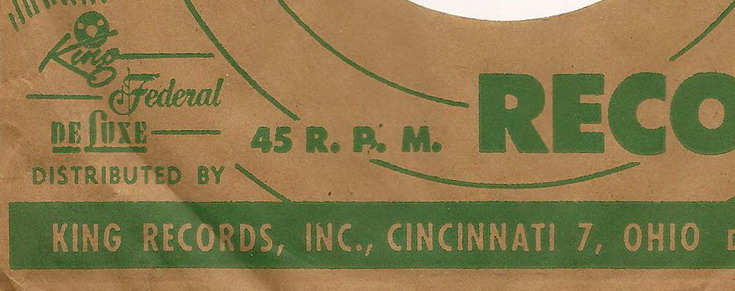 King
Federal
DE LUXE
DISTRIBUTED BY
45 R. P. M.
RECO
KING RECORDS, INC., CINCINNATI 7, OHIO